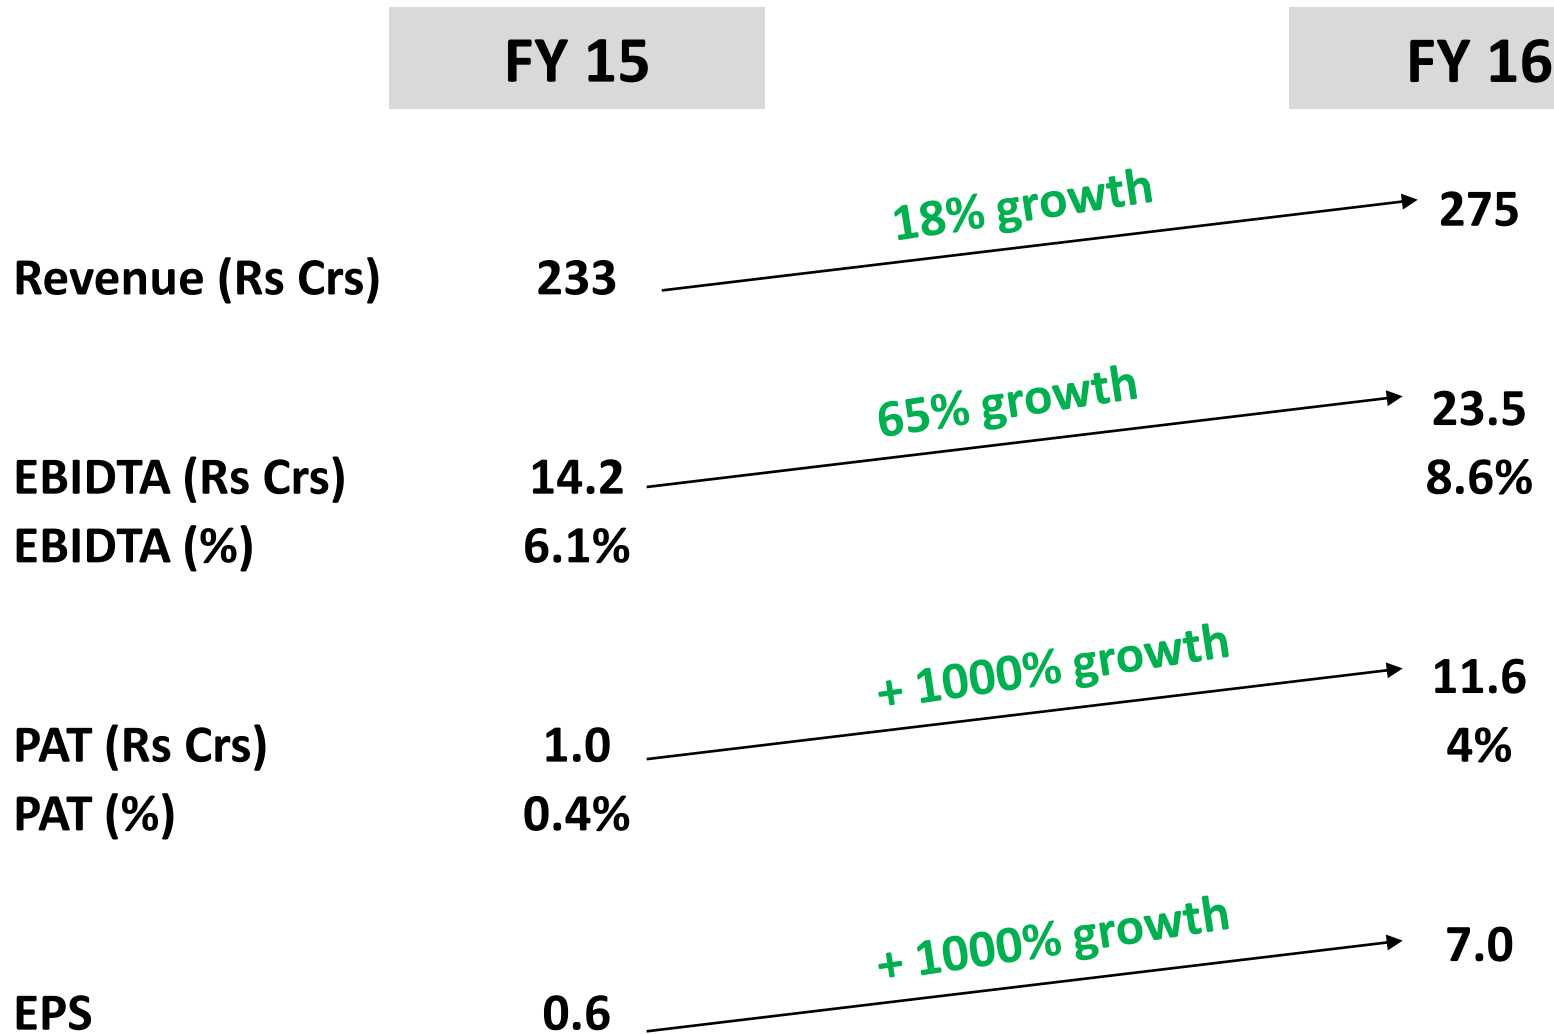 FY 15
FY 16
18% growth
275
Revenue (Rs Crs)
233
65% growth
23.5
EBIDTA (Rs Crs)
14.2
8.6%
EBIDTA (%)
6.1%
+ 1000% growth
11.6
PAT (Rs Crs)
1.0
4%
PAT (%)
0.4%
+ 1000% growth
7.0
EPS
0.6